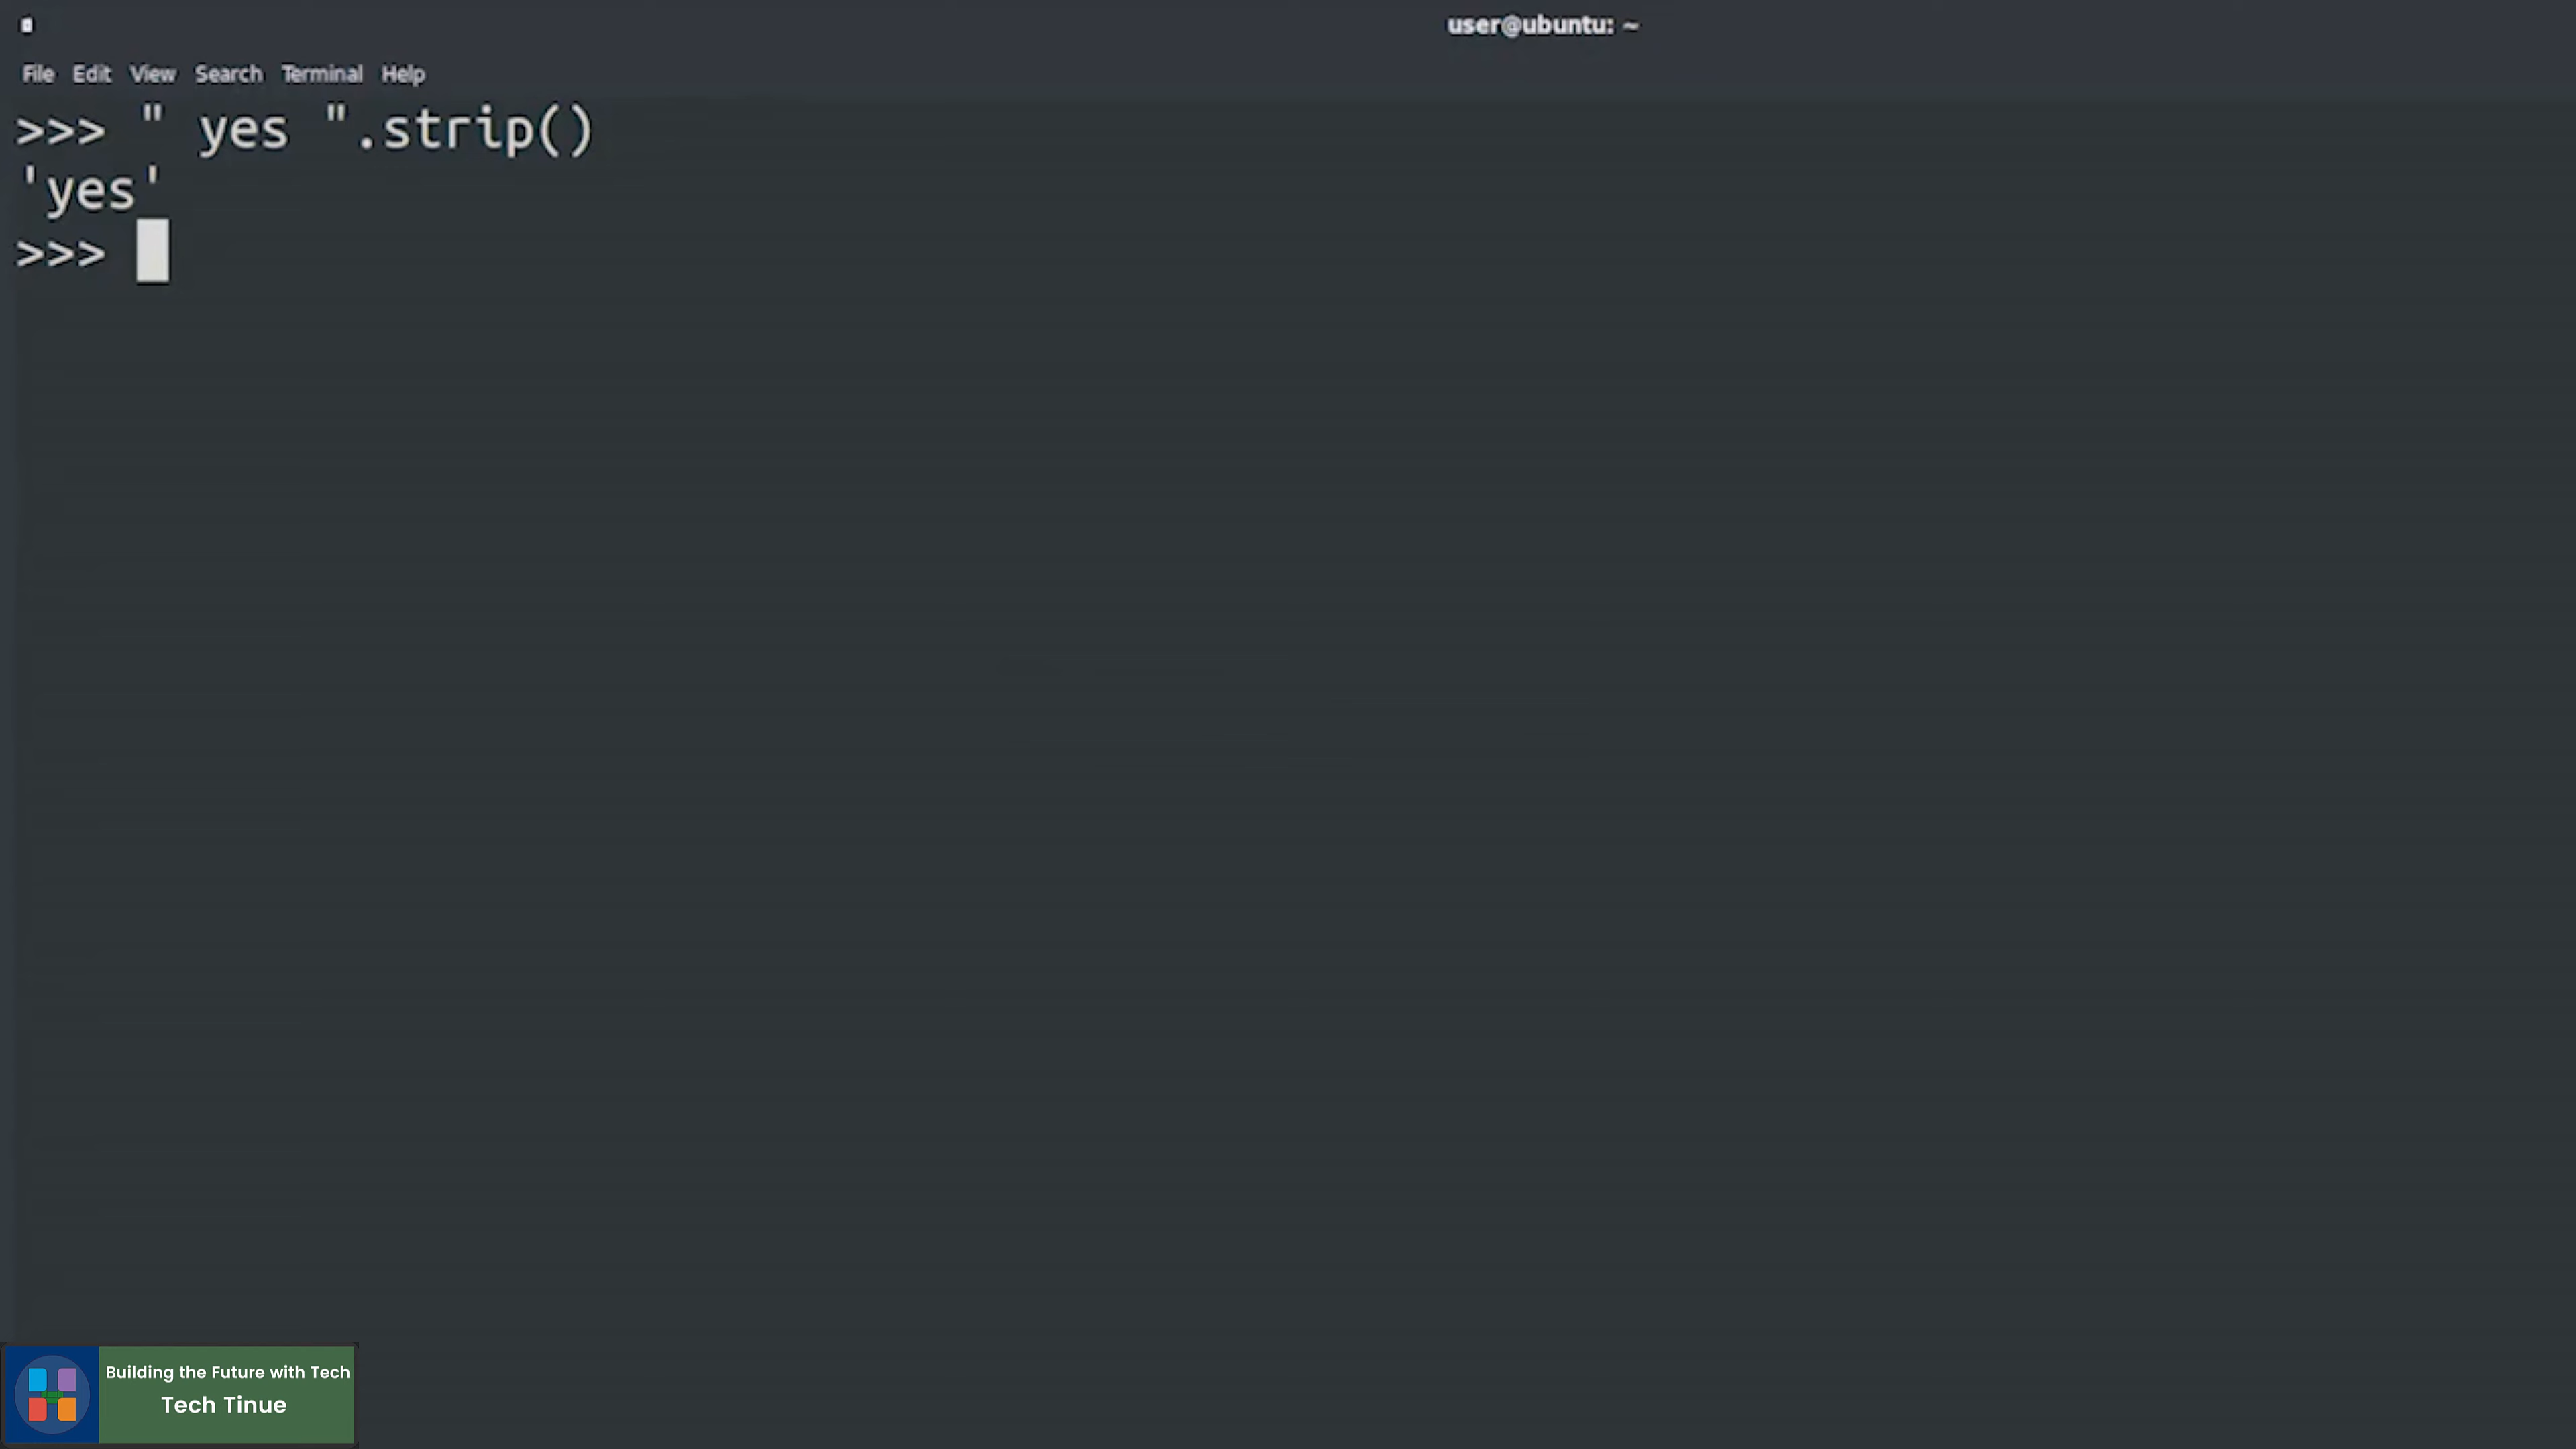 user@ubuntu: ~
File Edit View Search Terminal Help
>>> " yes ".strip()
'yes'
>>>
Building the Future with Tech
Tech Tinue